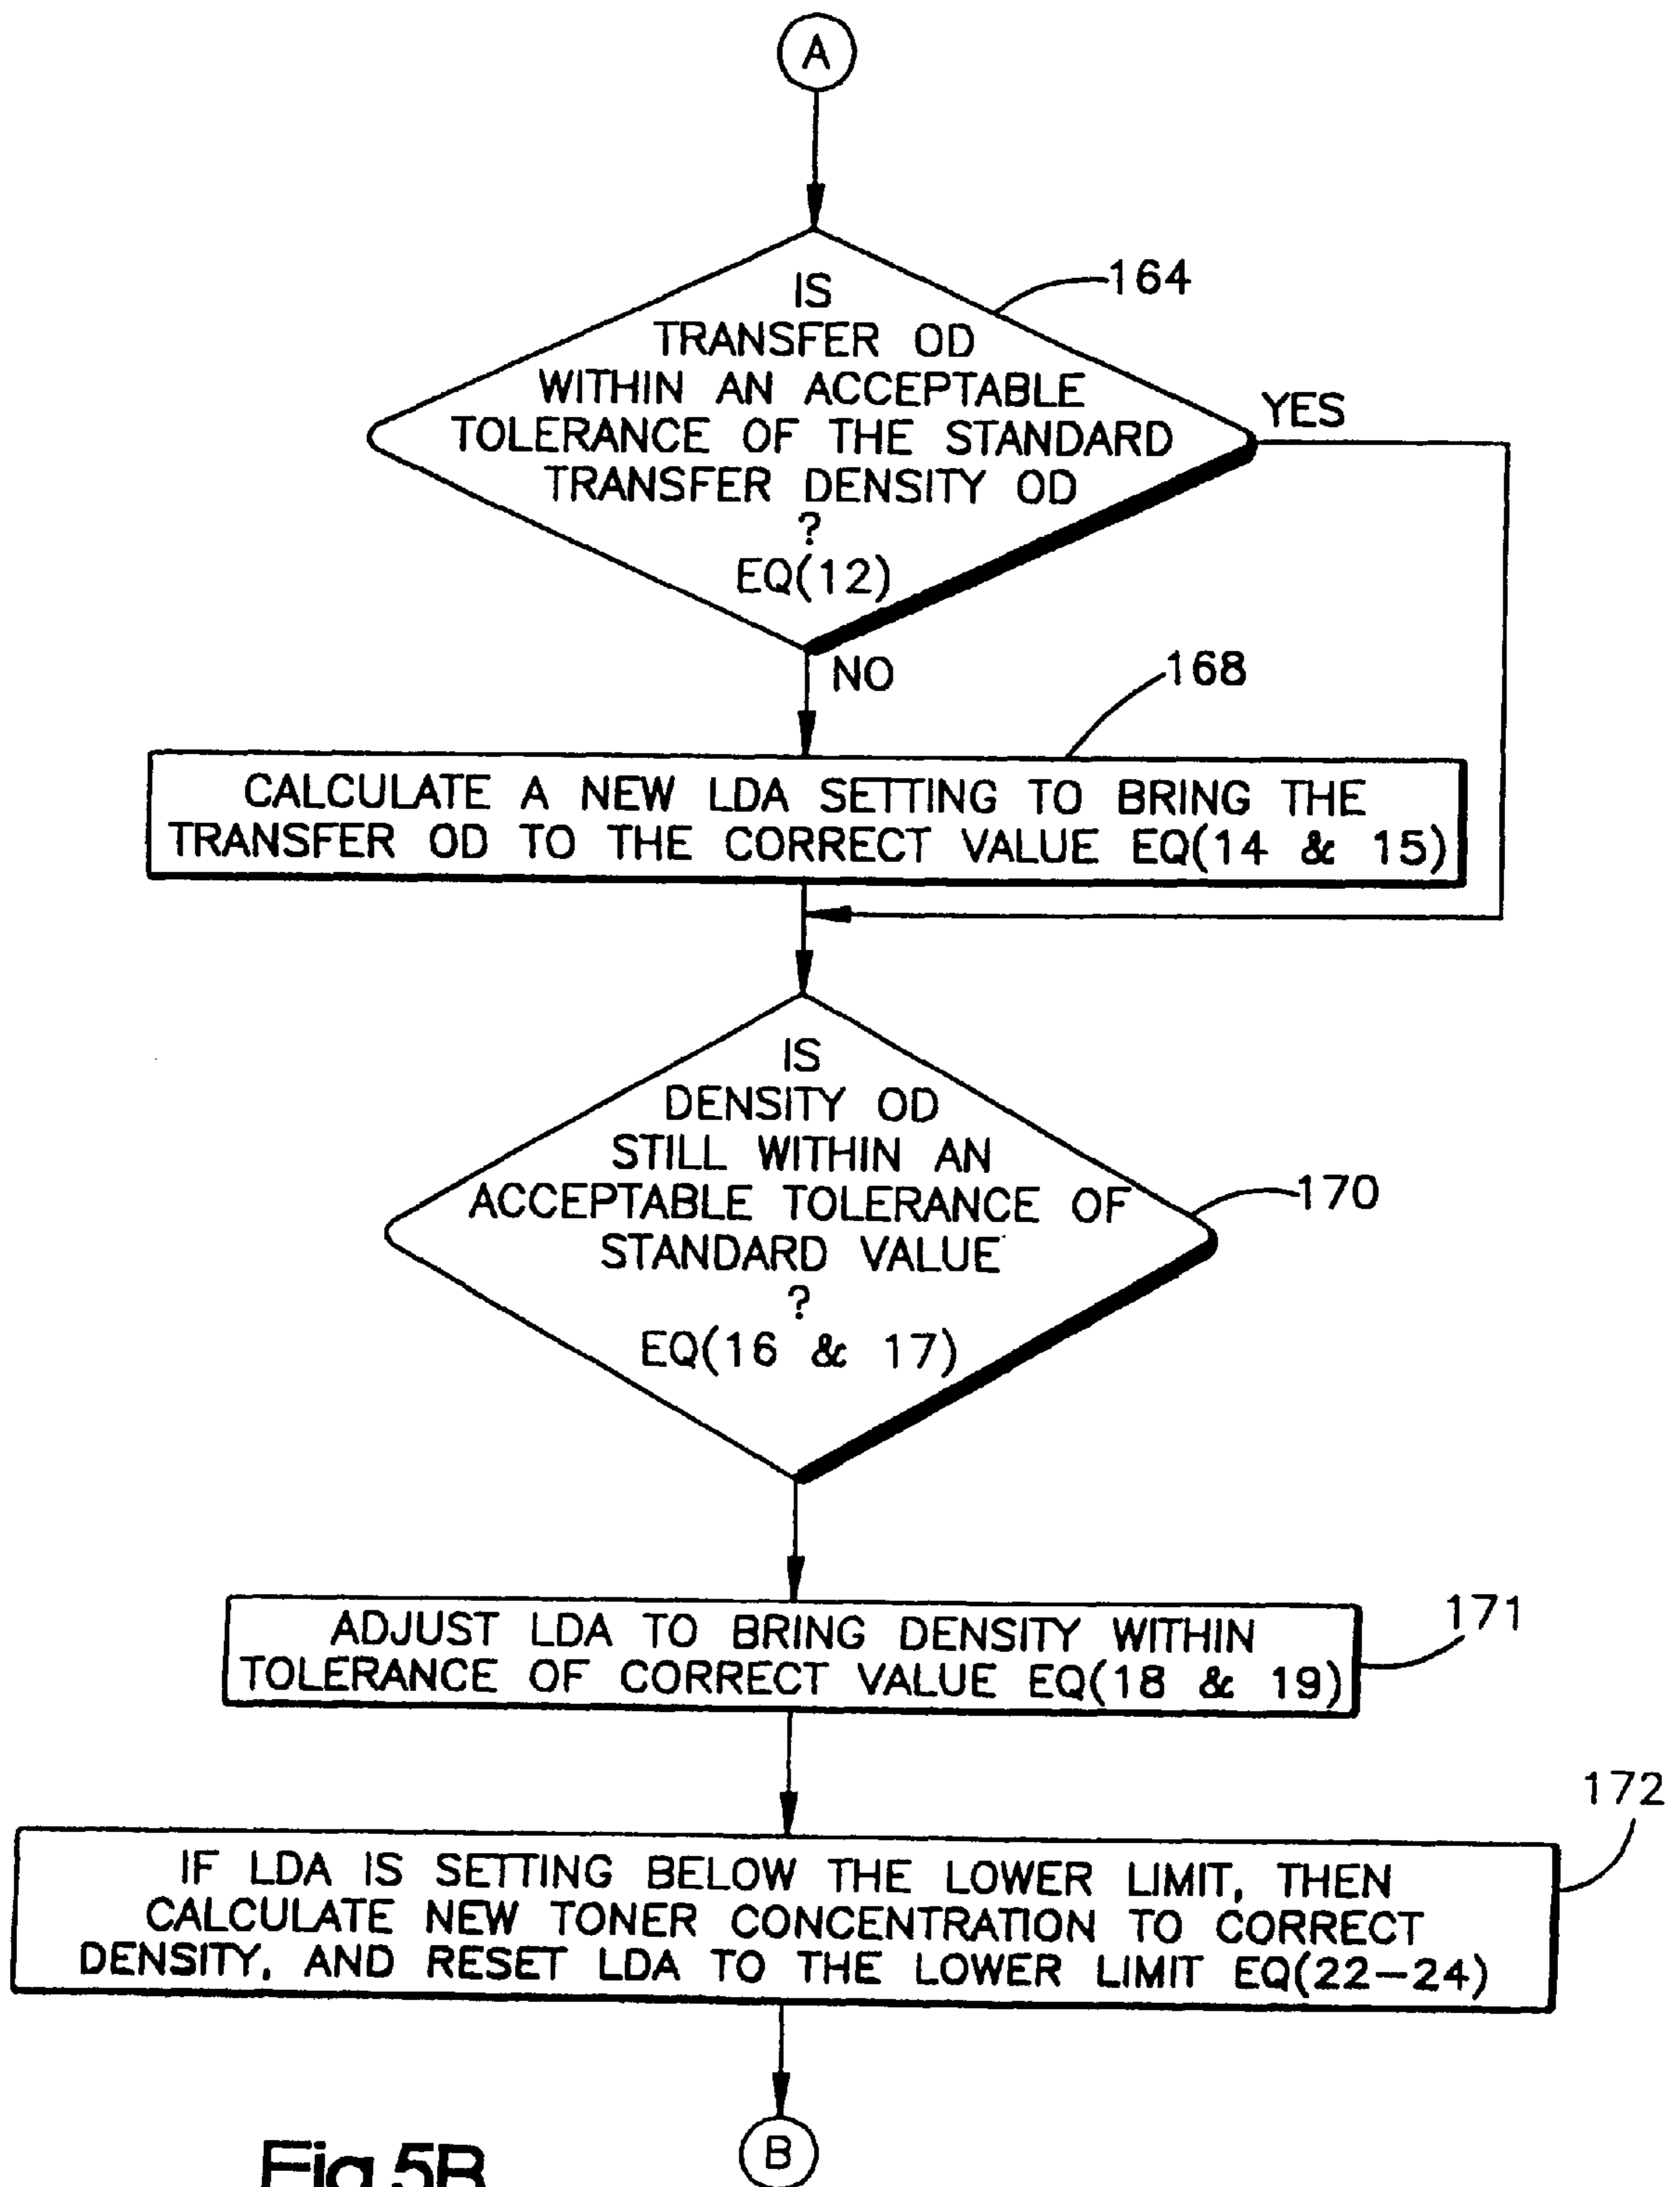 A
164
IS
TRANSFER OD
WITHIN AN ACCEPTABLE
TOLERANCE OF THE STANDARD
TRANSFER DENSITY OD
?
EQ(12)
YES
NO
168
CALCULATE A NEW LDA SETTING TO BRING THE
TRANSFER OD TO THE CORRECT VALUE EQ(14 & 15)
IS
DENSITY OD
STILL WITHIN AN
ACCEPTABLE TOLERANCE OF
STANDARD VALUE
?
EQ(16 & 17)
170
ADJUST LDA TO BRING DENSITY WITHIN
TOLERANCE OF CORRECT VALUE EQ(18 & 19)
171
172
IF LDA IS SETTING BELOW THE LOWER LIMIT, THEN
CALCULATE NEW TONER CONCENTRATION TO CORRECT
DENSITY, AND RESET LDA TO THE LOWER LIMIT EQ(22-24)
B
Fig.5B